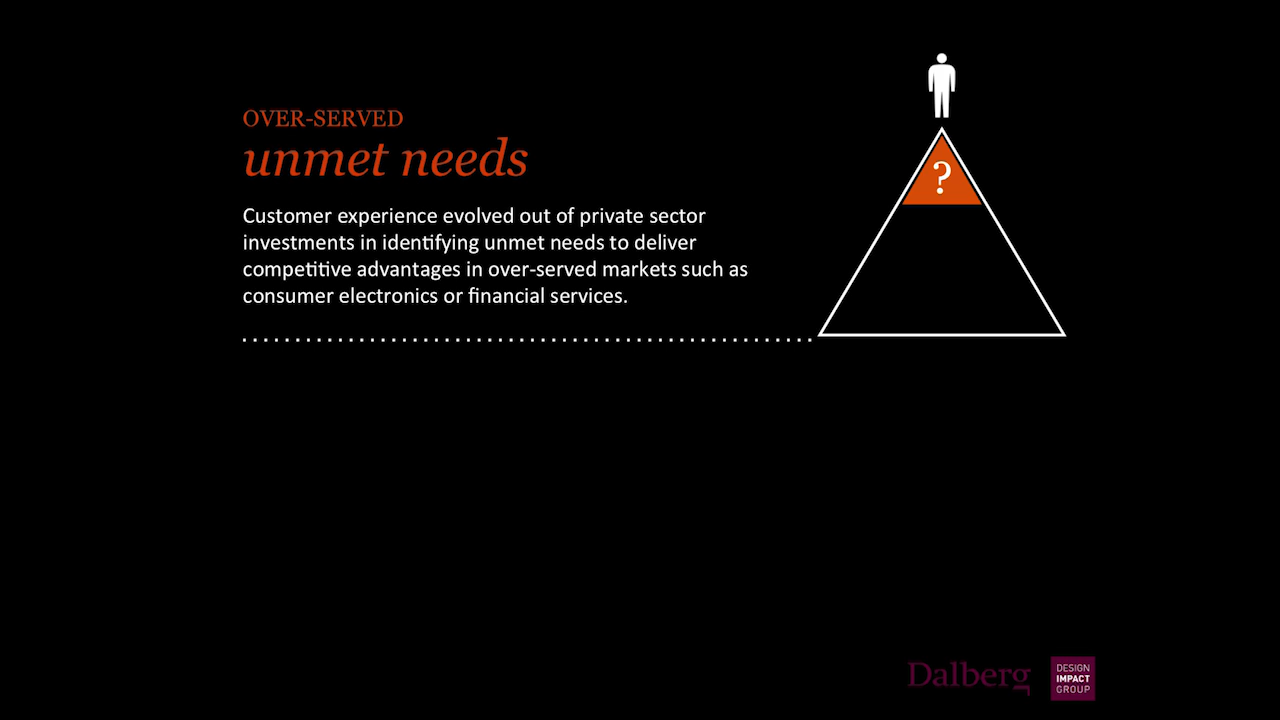 OVER-SERVED
unmet needs
Customer experience evolved out of private sector
investments in identifying unmet needs to deliver
competitive advantages in over-served markets such as
consumer electronics or financial services.
?
Dalberg
DESIGN
IMPACT
GROUP